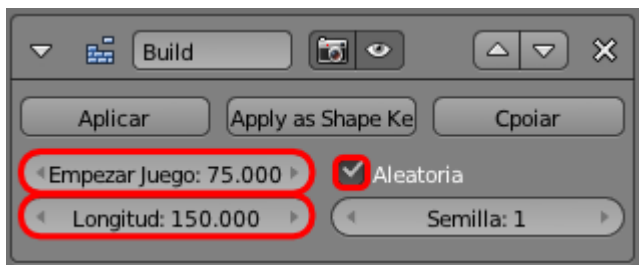 Build
Aplicar Apply as Shape Ke Cpoiar
Empezar Juego: 75.000 Aleatoria
Longitud: 150.000 Semilla: 1